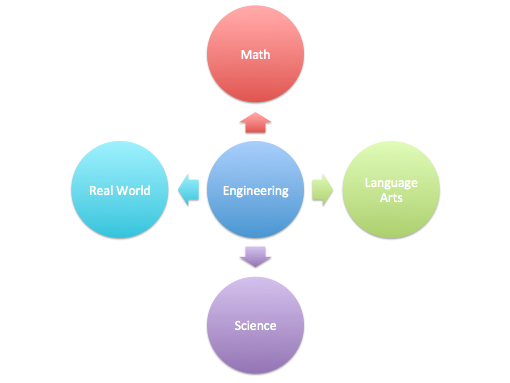 Math
Real World
Engineering
Language
Arts
Science